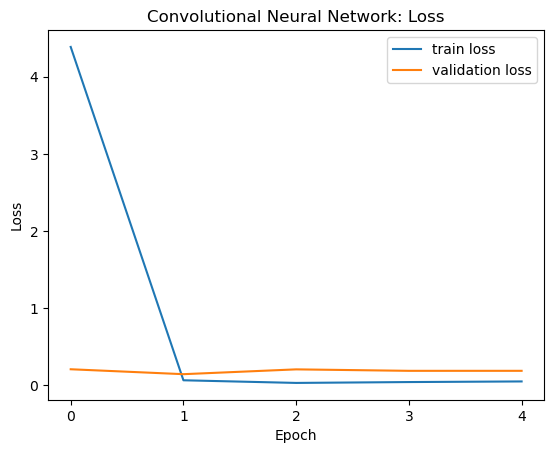 Convolutional Neural Network: Loss
train loss
validation loss
Loss
4
3
2
1
0
0 1 2 3 4
Epoch